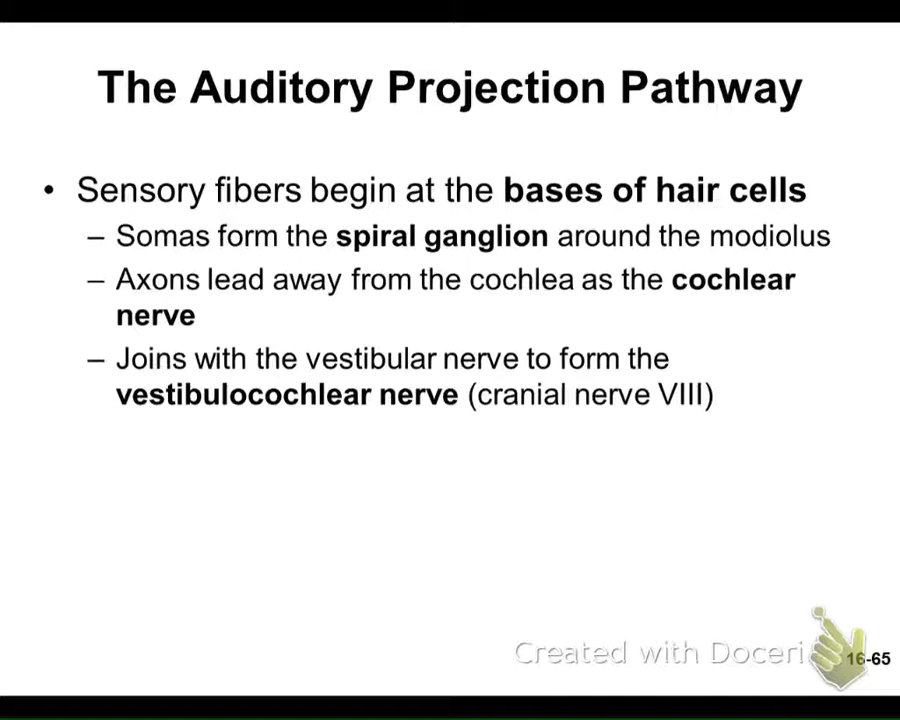 The Auditory Projection Pathway
• Sensory fibers begin at the bases of hair cells
– Somas form the spiral ganglion around the modiolus
– Axons lead away from the cochlea as the cochlear
nerve
– Joins with the vestibular nerve to form the
vestibulocochlear nerve (cranial nerve VIII)
Created with Doceri
16-65